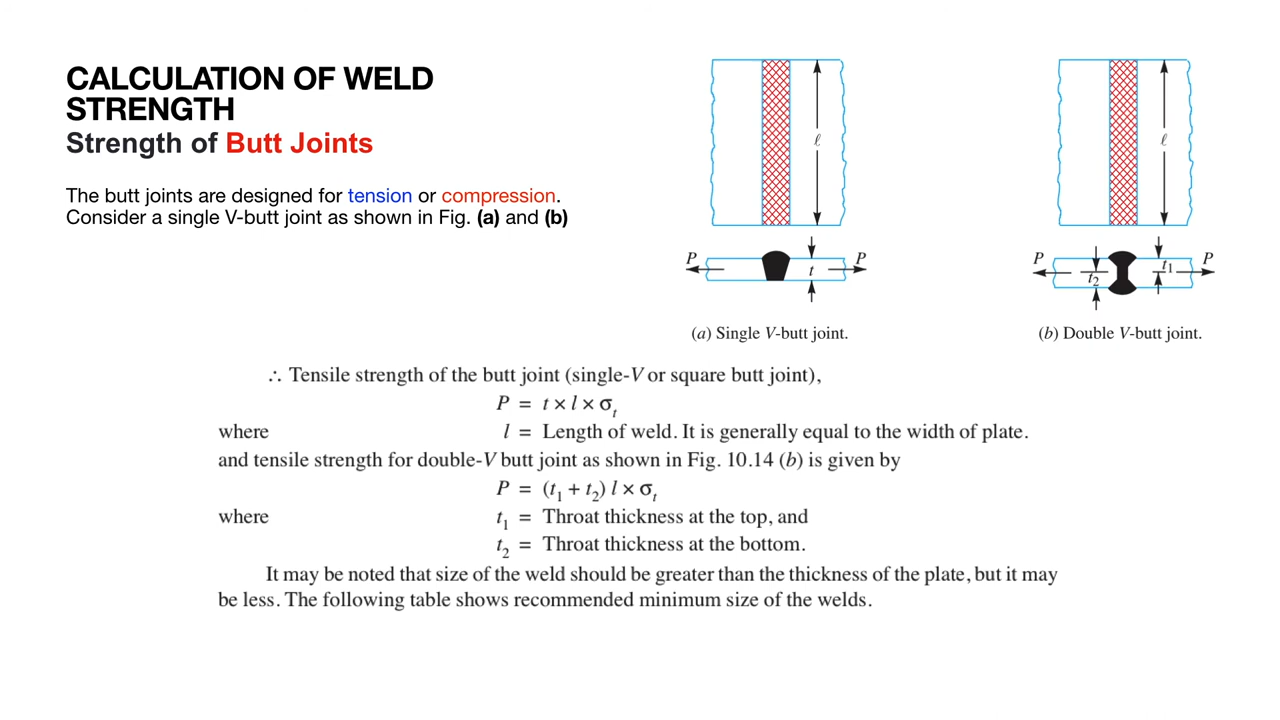 CALCULATION OF WELD
STRENGTH
Strength of Butt Joints
The butt joints are designed for tension or compression.
Consider a single V-butt joint as shown in Fig. (a) and (b)
ℓ
ℓ
P
t
P
P
t₂
t₁
P
(a) Single V-butt joint.
(b) Double V-butt joint.
∴ Tensile strength of the butt joint (single-V or square butt joint),
P = t × l × σₜ
where l = Length of weld. It is generally equal to the width of plate.
and tensile strength for double-V butt joint as shown in Fig. 10.14 (b) is given by
P = (t₁ + t₂) l × σₜ
where t₁ = Throat thickness at the top, and
t₂ = Throat thickness at the bottom.
It may be noted that size of the weld should be greater than the thickness of the plate, but it may
be less. The following table shows recommended minimum size of the welds.